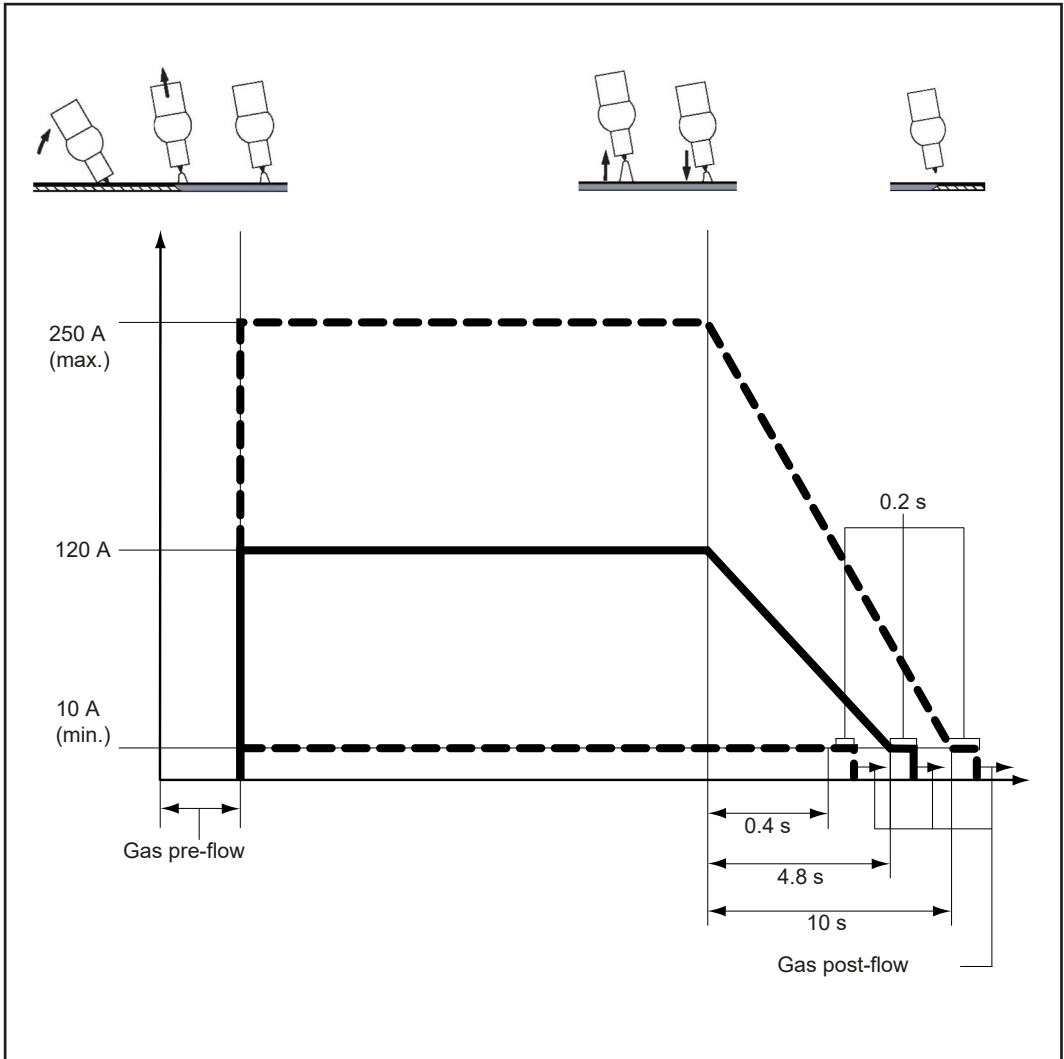 250 A
(max.)
0.2 s
120 A
10 A
(min.)
0.4 s
Gas pre-flow
4.8 s
10 s
Gas post-flow